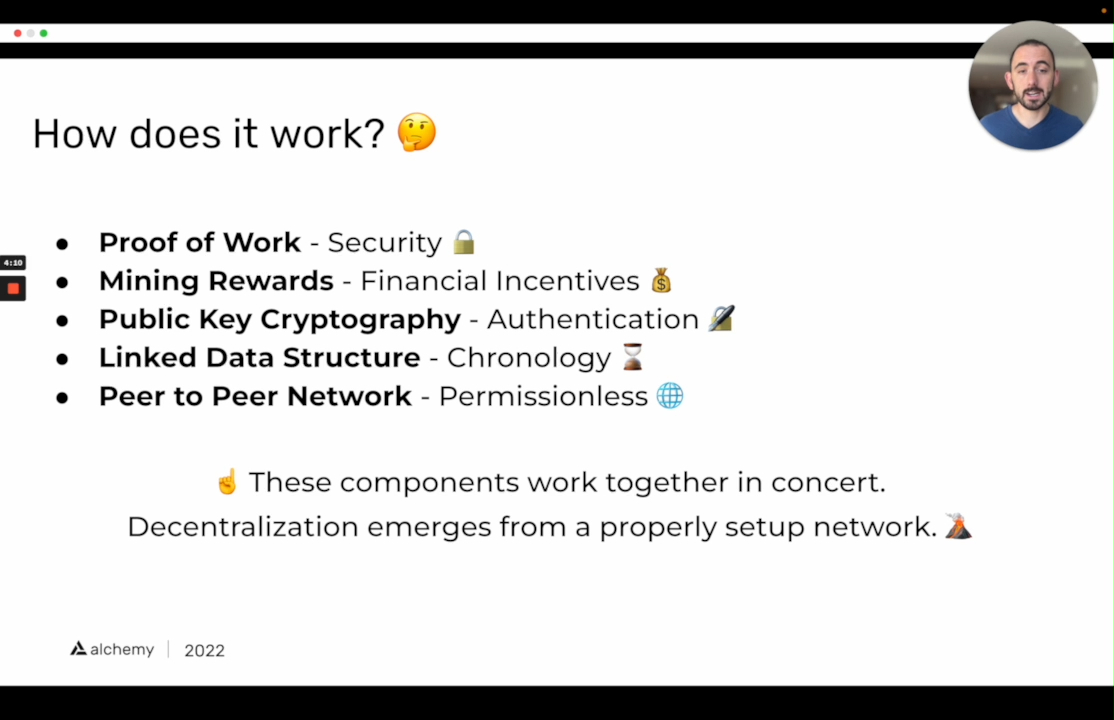 How does it work? 🤔
● Proof of Work - Security 🔒
● Mining Rewards - Financial Incentives 💰
● Public Key Cryptography - Authentication 🔏
● Linked Data Structure - Chronology ⏳
● Peer to Peer Network - Permissionless 🌐
4:10
☝️ These components work together in concert.
Decentralization emerges from a properly setup network. 🌋
alchemy | 2022